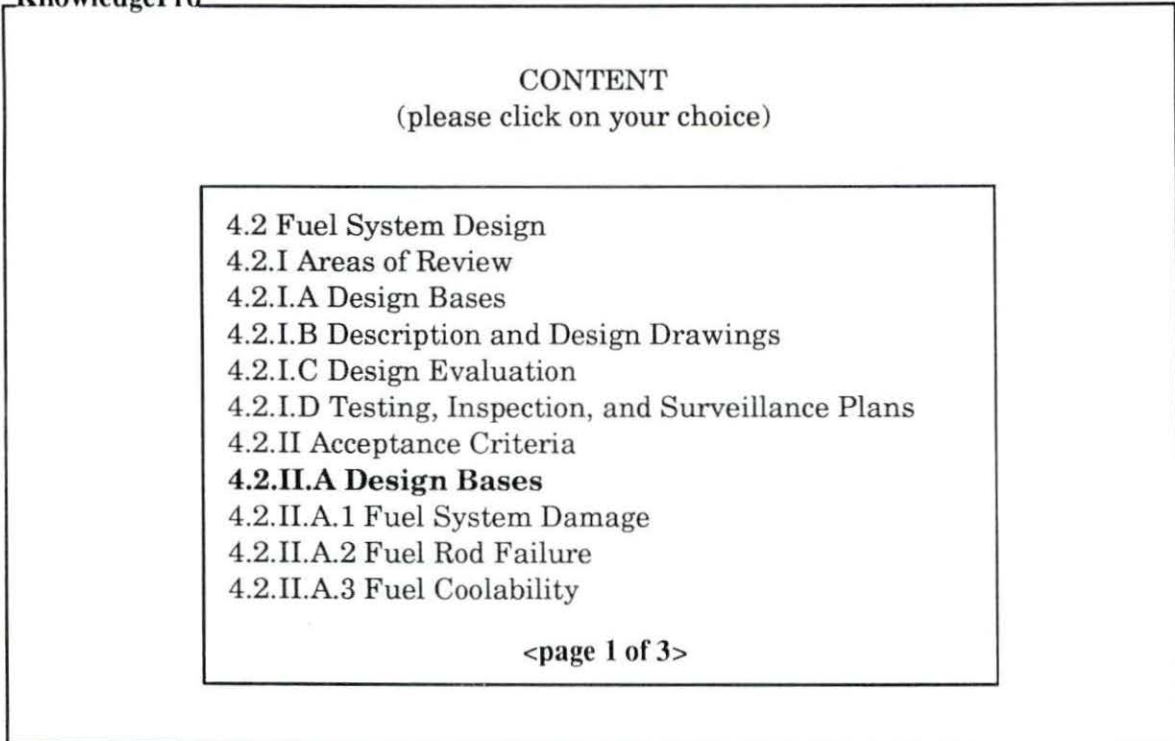 KnowledgePro
CONTENT
(please click on your choice)
4.2 Fuel System Design
4.2.I Areas of Review
4.2.I.A Design Bases
4.2.I.B Description and Design Drawings
4.2.I.C Design Evaluation
4.2.I.D Testing, Inspection, and Surveillance Plans
4.2.II Acceptance Criteria
4.2.II.A Design Bases
4.2.II.A.1 Fuel System Damage
4.2.II.A.2 Fuel Rod Failure
4.2.II.A.3 Fuel Coolability
<page 1 of 3>